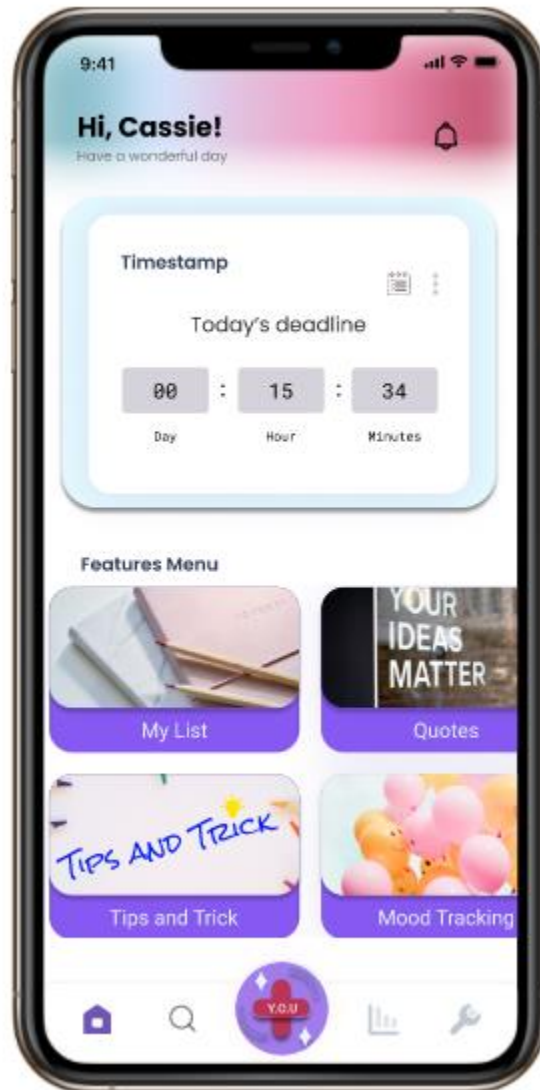 9:41
Hi, Cassie!
Have a wonderful day
Timestamp
Today's deadline
00 : 15 : 34
Day Hour Minutes
Features Menu
YOUR
IDEAS
MATTER
My List Quotes
TIPS AND TRICK
Tips and Trick Mood Tracking
Y.O.U